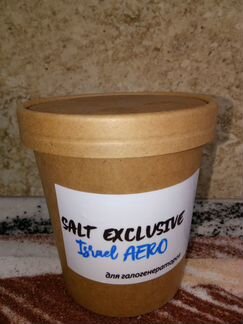 SALT EXCLUSIVE
Israel AERO
для галогенераторов